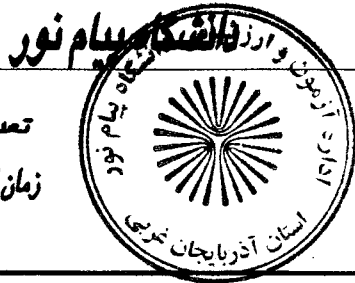 دانشگاه پیام نور
اداره آزمون و ارز
دانشگاه پیام نور
استان آذربایجان غربی
تعد
زمان